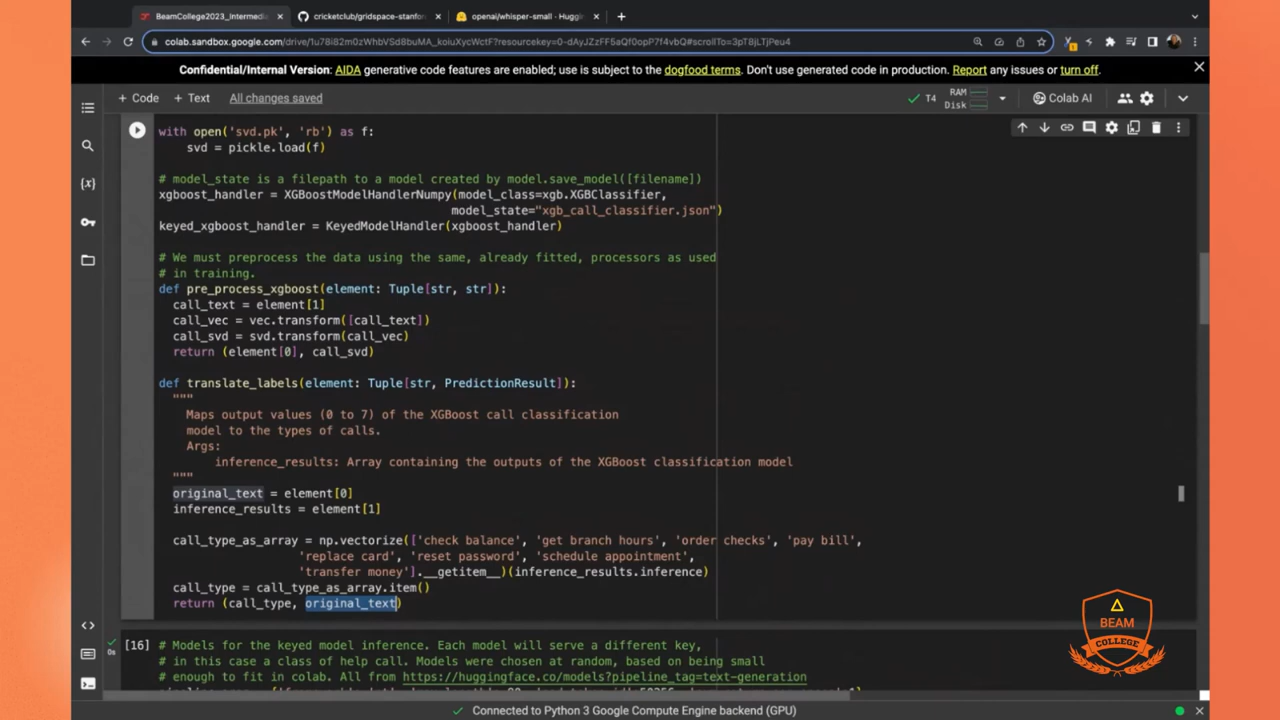 BeamCollege2023_Intermedia
cricketclub/gridspace-stanfor
openai/whisper-small · Huggin
colab.sandbox.google.com/drive/1u78i82m0zWhbVSd8buMA_koiuXycWctF?resourcekey=0-dAyJZzFF5aQf0opP7f4vbQ#scrollTo=3pTBjLTjPeu4
Confidential/Internal Version: AIDA generative code features are enabled; use is subject to the dogfood terms. Don't use generated code in production. Report any issues or turn off.
+ Code + Text All changes saved
T4 RAM Disk
Colab AI
with open('svd.pk', 'rb') as f:
svd = pickle.load(f)
# model_state is a filepath to a model created by model.save_model([filename])
xgboost_handler = XGBoostModelHandlerNumpy(model_class=xgb.XGBClassifier,
model_state="xgb_call_classifier.json")
keyed_xgboost_handler = KeyedModelHandler(xgboost_handler)
# We must preprocess the data using the same, already fitted, processors as used
# in training.
def pre_process_xgboost(element: Tuple[str, str]):
call_text = element[1]
call_vec = vec.transform([call_text])
call_svd = svd.transform(call_vec)
return (element[0], call_svd)
def translate_labels(element: Tuple[str, PredictionResult]):
"""
Maps output values (0 to 7) of the XGBoost call classification
model to the types of calls.
Args:
inference_results: Array containing the outputs of the XGBoost classification model
"""
original_text = element[0]
inference_results = element[1]
call_type_as_array = np.vectorize(['check balance', 'get branch hours', 'order checks', 'pay bill',
'replace card', 'reset password', 'schedule appointment',
'transfer money'].__getitem__)(inference_results.inference)
call_type = call_type_as_array.item()
return (call_type, original_text)
[16] # Models for the keyed model inference. Each model will serve a different key,
0s
# in this case a class of help call. Models were chosen at random, based on being small
# enough to fit in colab. All from https://huggingface.co/models?pipeline_tag=text-generation
Connected to Python 3 Google Compute Engine backend (GPU)
BEAM
COLLEGE